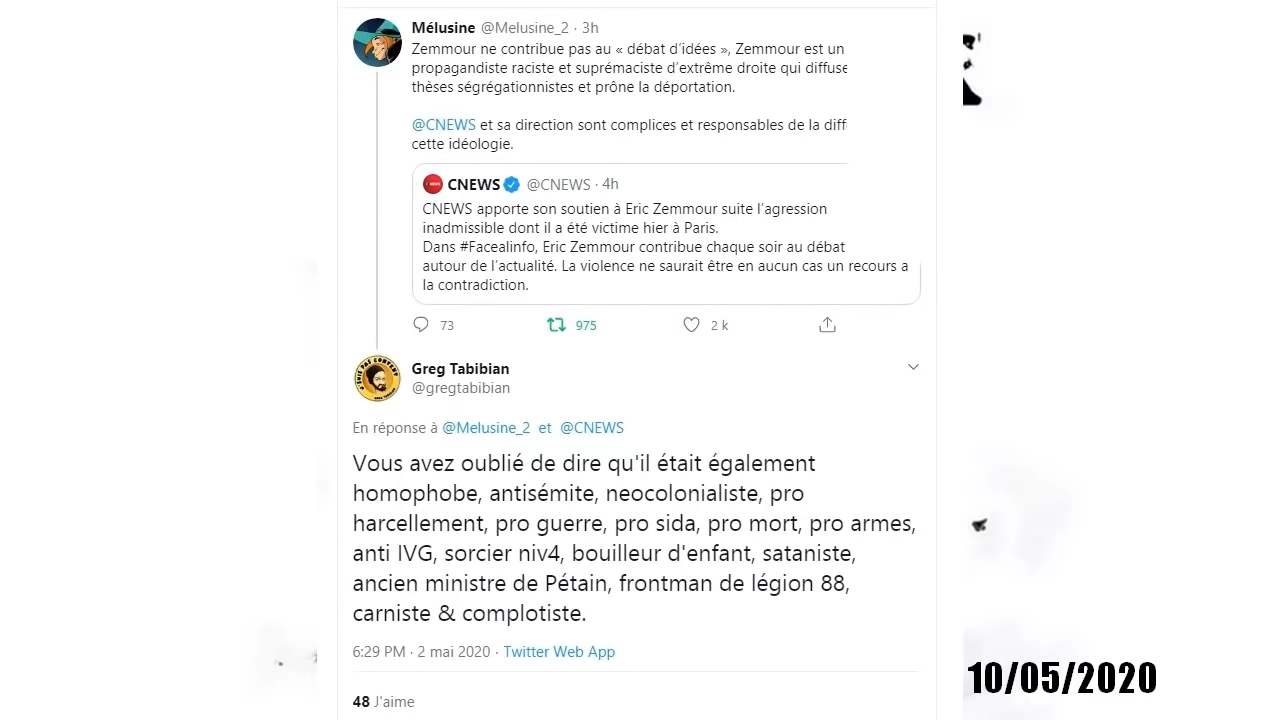 Mélusine @Melusine_2 · 3h
Zemmour ne contribue pas au « débat d'idées », Zemmour est un
propagandiste raciste et suprémaciste d'extrême droite qui diffuse
thèses ségrégationnistes et prône la déportation.
@CNEWS et sa direction sont complices et responsables de la diff
cette idéologie.
CNEWS @CNEWS · 4h
CNEWS apporte son soutien à Eric Zemmour suite l'agression
inadmissible dont il a été victime hier à Paris.
Dans #Facealinfo, Eric Zemmour contribue chaque soir au débat
autour de l'actualité. La violence ne saurait être en aucun cas un recours a
la contradiction.
73 975 2 k
Greg Tabibian
@gregtabibian
En réponse à @Melusine_2 et @CNEWS
Vous avez oublié de dire qu'il était également
homophobe, antisémite, neocolonialiste, pro
harcellement, pro guerre, pro sida, pro mort, pro armes,
anti IVG, sorcier niv4, bouilleur d'enfant, sataniste,
ancien ministre de Pétain, frontman de légion 88,
carniste & complotiste.
6:29 PM · 2 mai 2020 · Twitter Web App
48 J'aime
10/05/2020